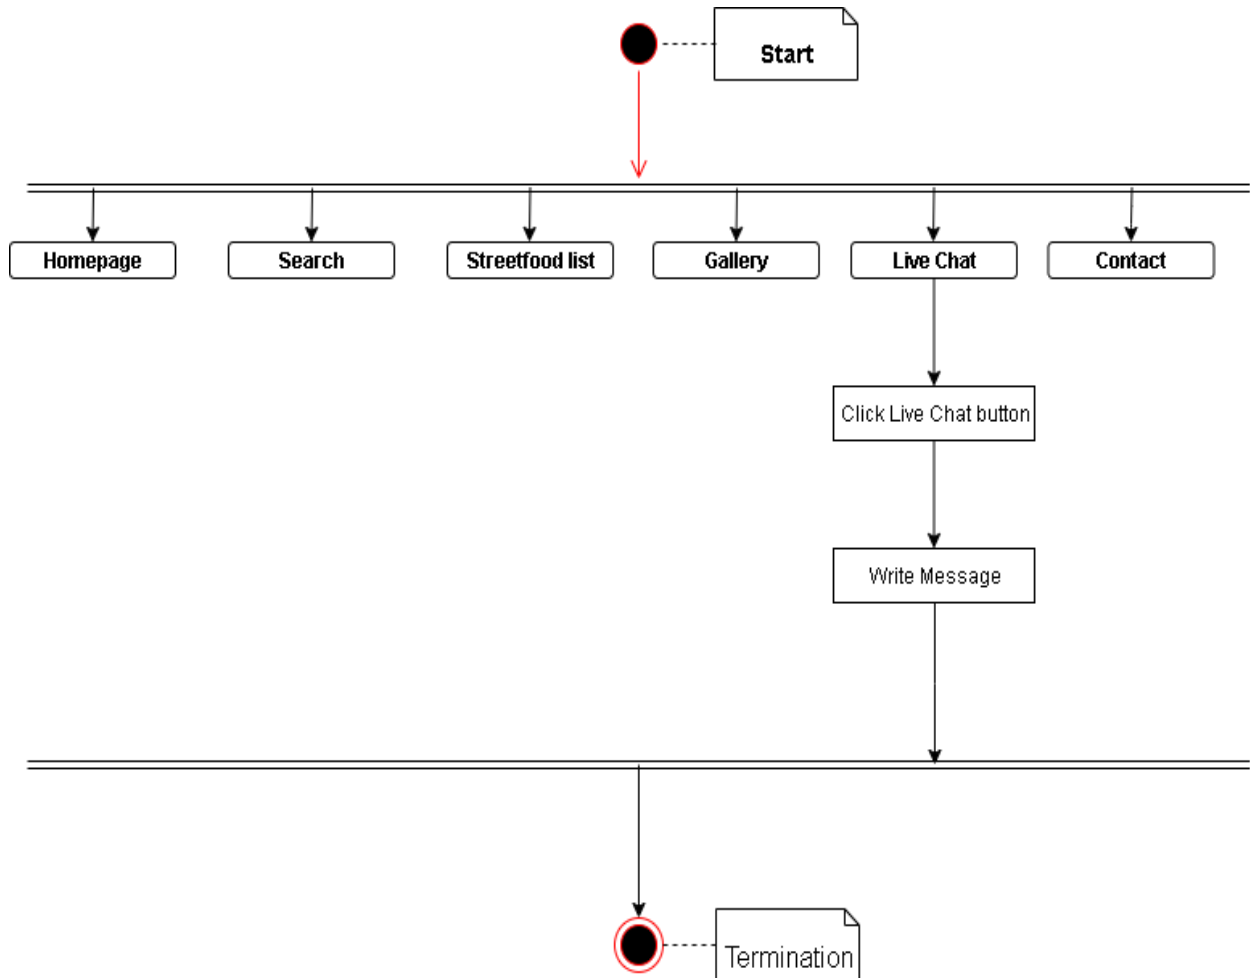 Start
Homepage
Search
Streetfood list
Gallery
Live Chat
Contact
Click Live Chat button
Write Message
Termination